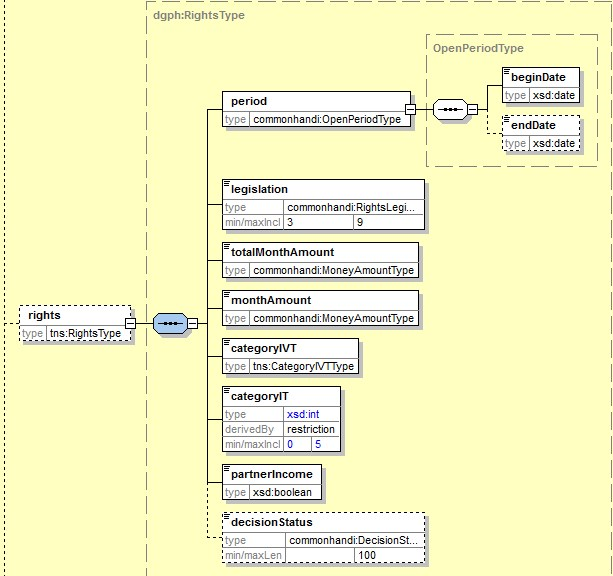 dgph:RightsType
OpenPeriodType
beginDate
type xsd:date
endDate
type xsd:date
period
type commonhandi:OpenPeriodType
legislation
type commonhandi:RightsLegi...
min/maxIncl 3 9
totalMonthAmount
type commonhandi:MoneyAmountType
monthAmount
type commonhandi:MoneyAmountType
rights
type tns:RightsType
categoryIVT
type tns:CategoryIVTType
categoryIT
type xsd:int
derivedBy restriction
min/maxIncl 0 5
partnerIncome
type xsd:boolean
decisionStatus
type commonhandi:DecisionSt...
min/maxLen 100